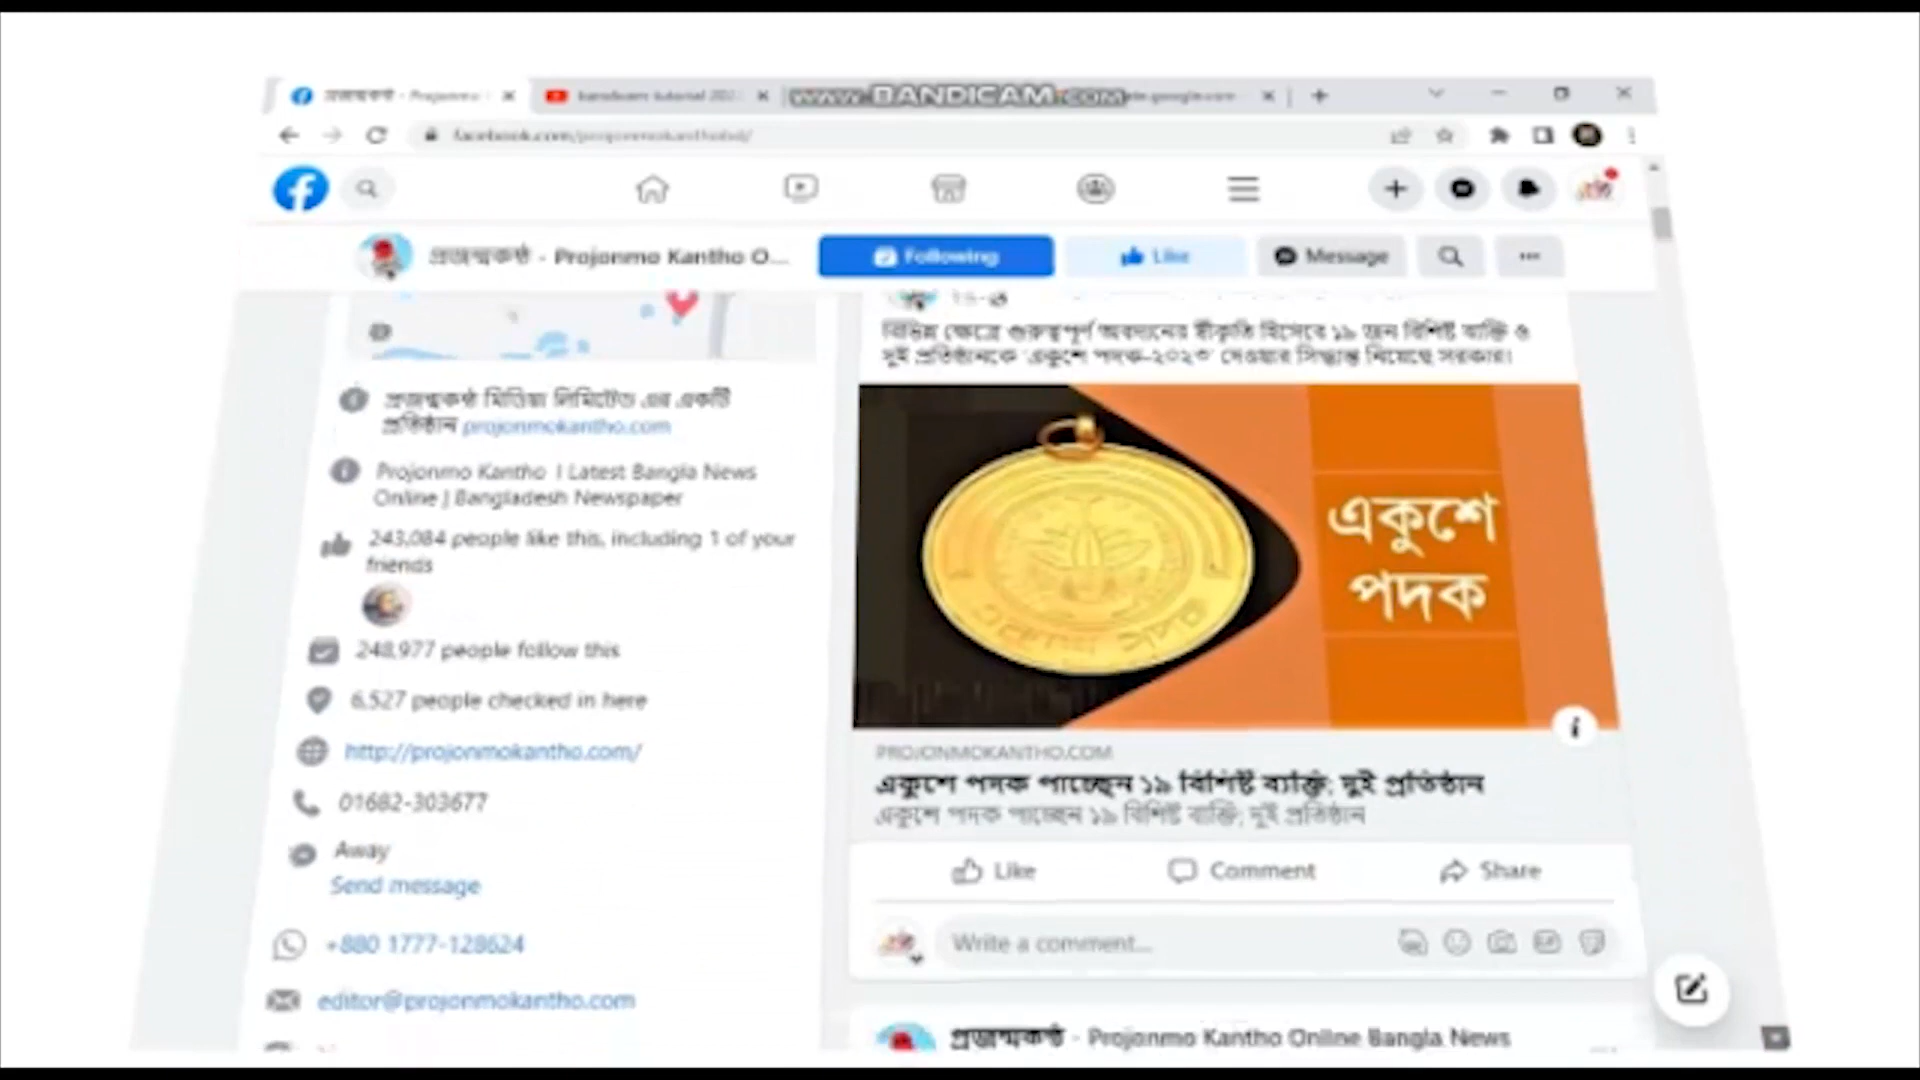 প্রজন্মকণ্ঠ - Projonmo
bandicam tutorial 202
www.BANDICAM.com
facebook.com/projonmokanthobd/
প্রজন্মকণ্ঠ - Projonmo Kantho O...
Following
Like
Message
বিভিন্ন ক্ষেত্রে গুরুত্বপূর্ণ অবদানের স্বীকৃতি হিসেবে ১৯ জন বিশিষ্ট ব্যক্তি ও
দুই প্রতিষ্ঠানকে 'একুশে পদক-২০২৩' দেওয়ার সিদ্ধান্ত নিয়েছে সরকার।
প্রজন্মকণ্ঠ মিডিয়া লিমিটেড এর একটি
প্রতিষ্ঠান projonmokantho.com
Projonmo Kantho | Latest Bangla News
Online | Bangladesh Newspaper
243,084 people like this, including 1 of your
friends
248,977 people follow this
6,527 people checked in here
http://projonmokantho.com/
01682-303677
Away
Send message
+880 1777-128624
editor@projonmokantho.com
একুশে পদক
একুশে
পদক
PROJONMOKANTHO.COM
একুশে পদক পাচ্ছেন ১৯ বিশিষ্ট ব্যক্তি; দুই প্রতিষ্ঠান
একুশে পদক পাচ্ছেন ১৯ বিশিষ্ট ব্যক্তি; দুই প্রতিষ্ঠান
Like
Comment
Share
Write a comment...
প্রজন্মকণ্ঠ - Projonmo Kantho Online Bangla News